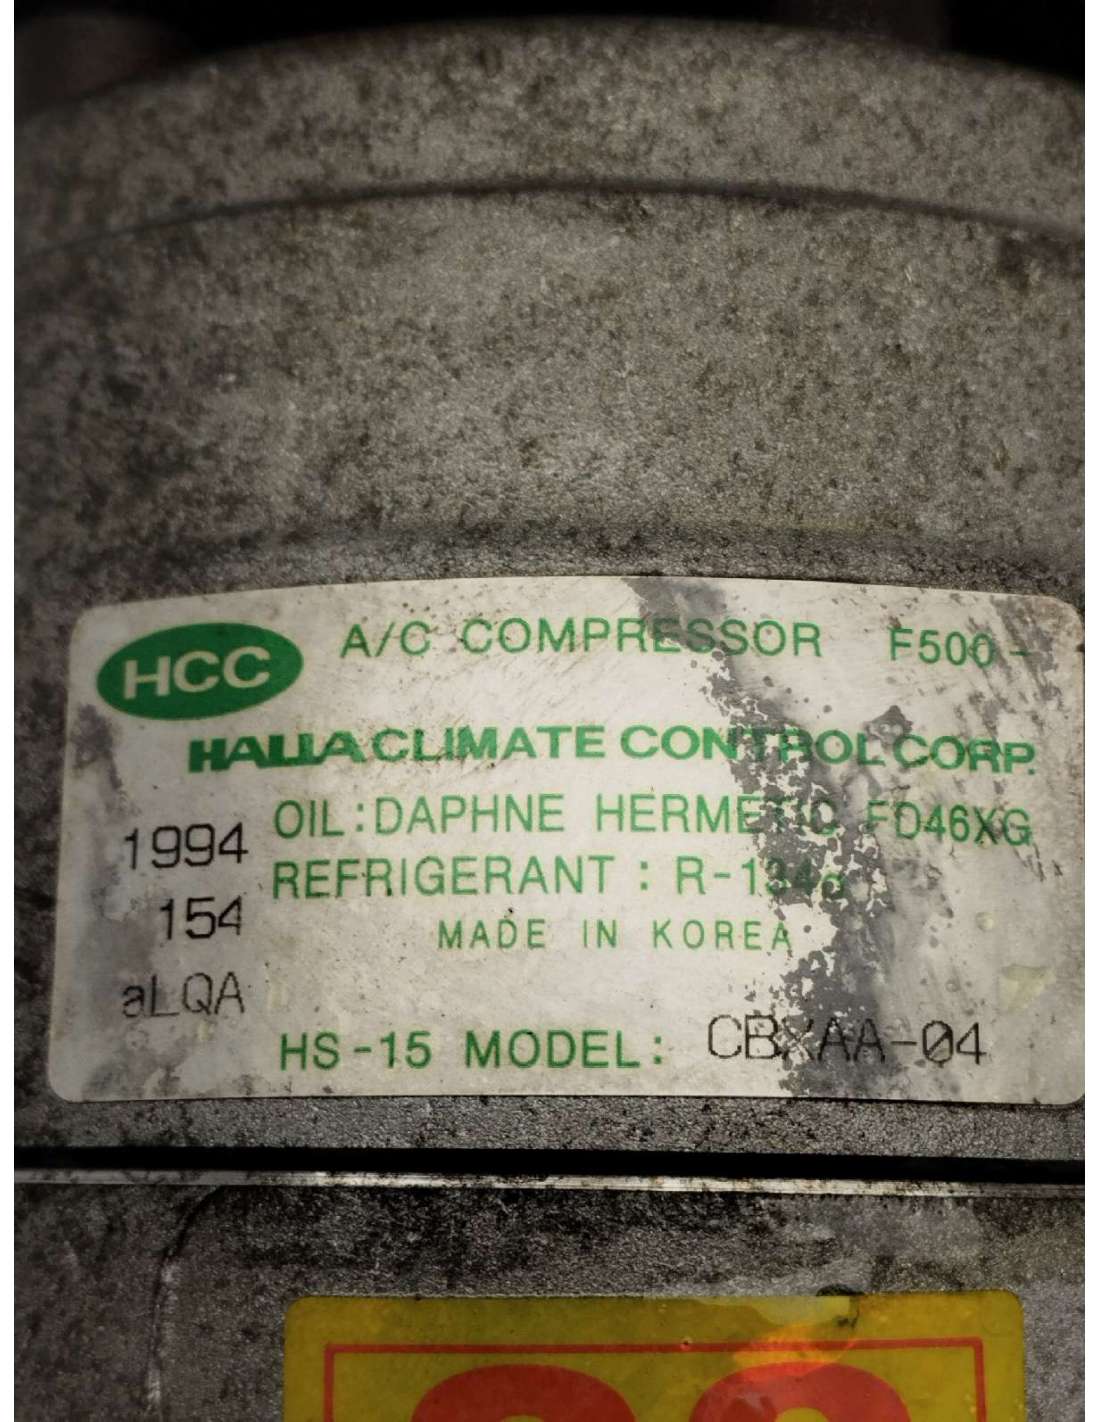 HCC
A/C COMPRESSOR F500-
HALLA CLIMATE CONTROL CORP.
OIL:DAPHNE HERMETIC FD46XG
1994
REFRIGERANT : R-134a
154
MADE IN KOREA
aLQA
HS-15 MODEL: CBXAA-04